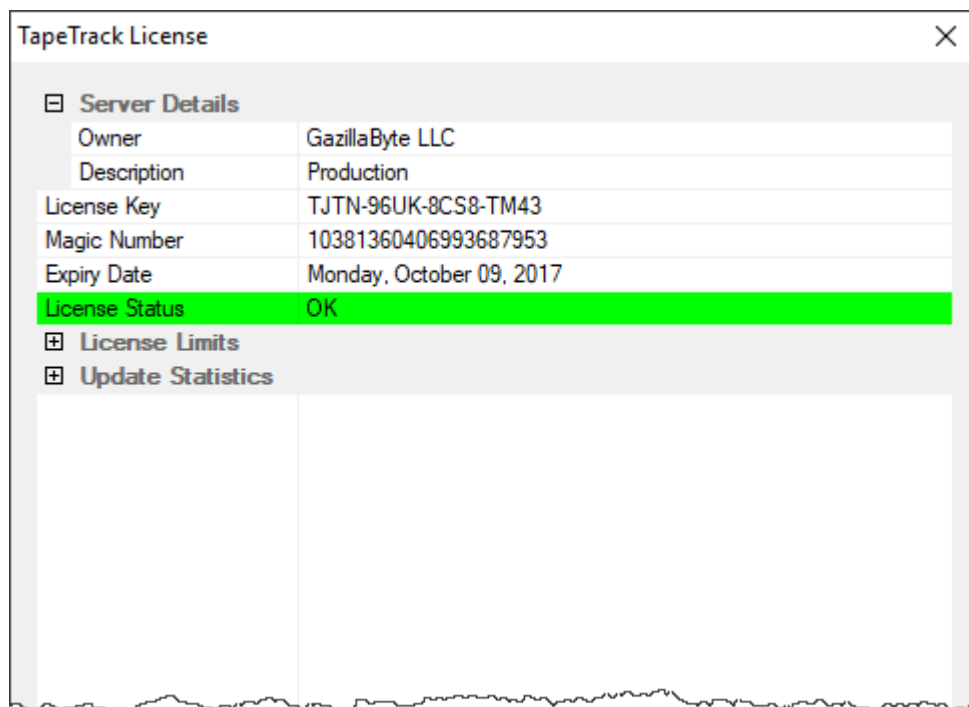 TapeTrack License
Server Details
Owner GazillaByte LLC
Description Production
License Key TJTN-96UK-8CS8-TM43
Magic Number 10381360406993687953
Expiry Date Monday, October 09, 2017
License Status OK
License Limits
Update Statistics